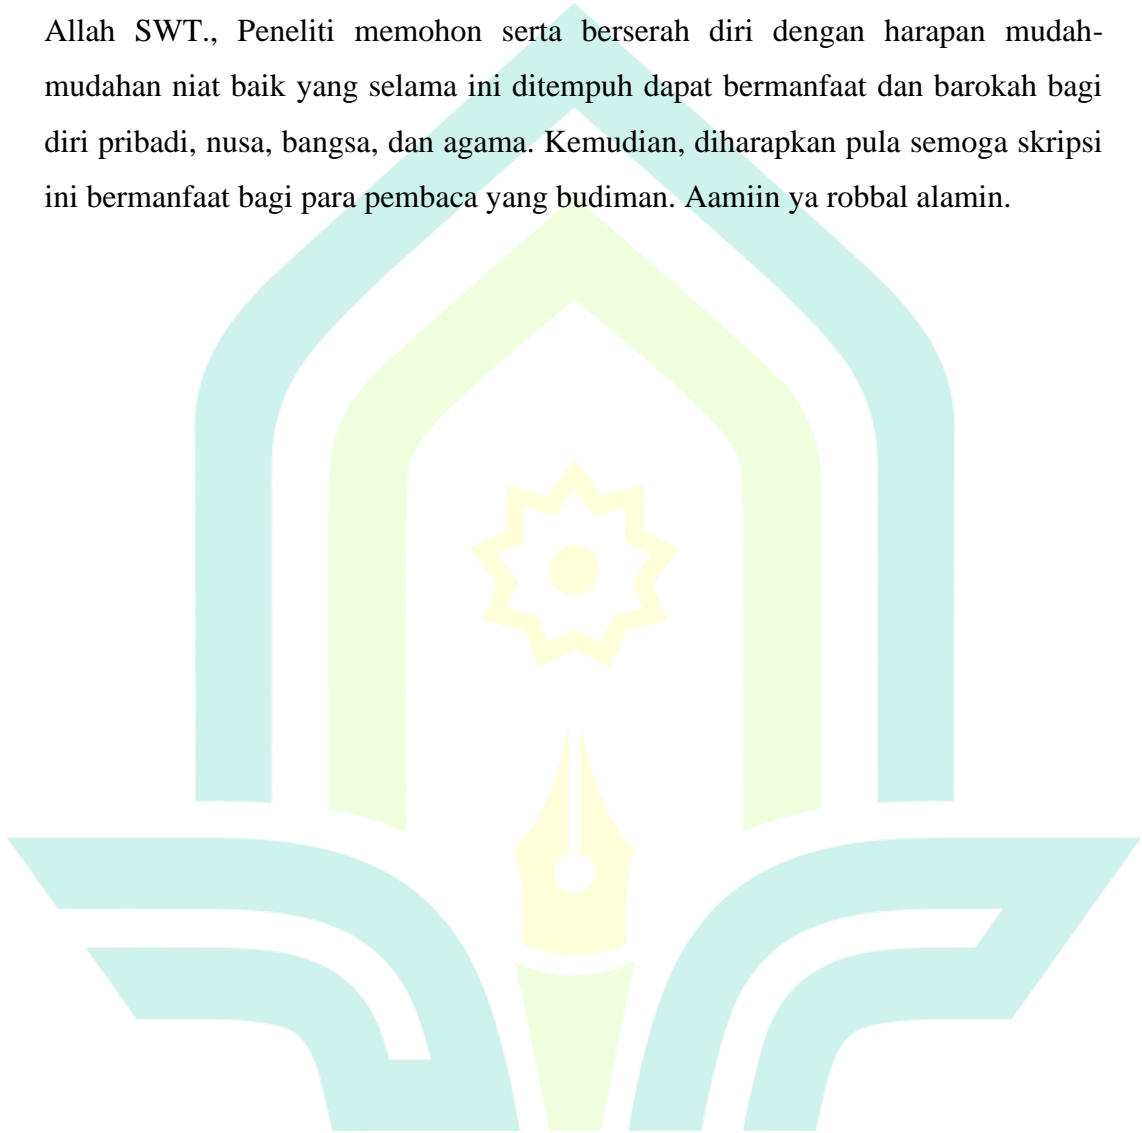 Allah SWT., Peneliti memohon serta berserah diri dengan harapan mudah-
mudahan niat baik yang selama ini ditempuh dapat bermanfaat dan barokah bagi
diri pribadi, nusa, bangsa, dan agama. Kemudian, diharapkan pula semoga skripsi
ini bermanfaat bagi para pembaca yang budiman. Aamiin ya robbal alamin.